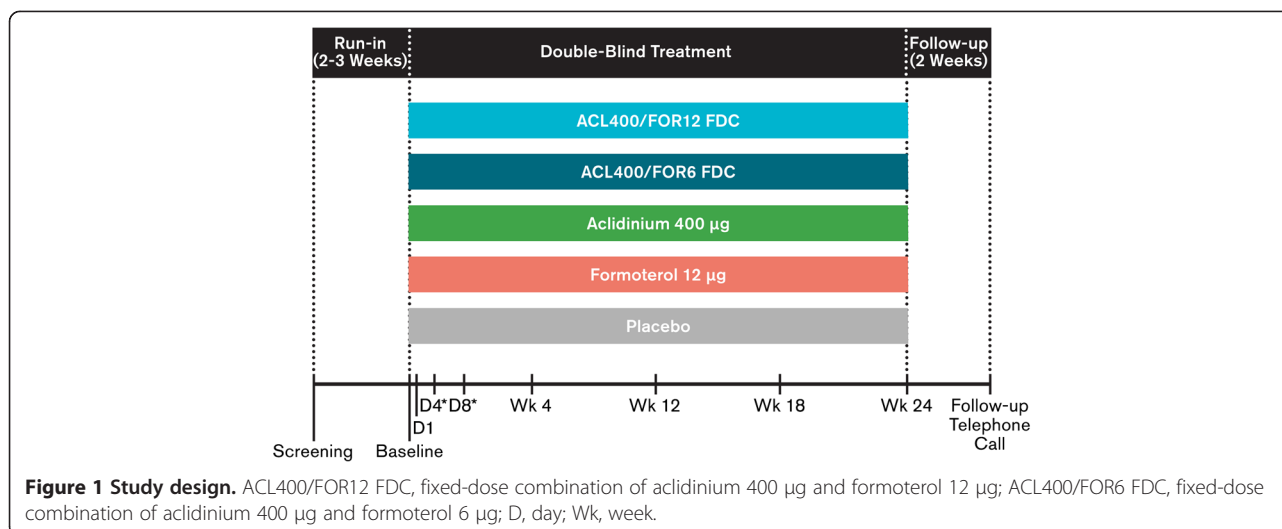 Run-in
(2-3 Weeks)
Double-Blind Treatment
Follow-up
(2 Weeks)
ACL400/FOR12 FDC
ACL400/FOR6 FDC
Aclidinium 400 µg
Formoterol 12 µg
Placebo
D4* D8* Wk 4 Wk 12 Wk 18 Wk 24 Follow-up
D1 Telephone
Screening Baseline Call
Figure 1 Study design. ACL400/FOR12 FDC, fixed-dose combination of aclidinium 400 µg and formoterol 12 µg; ACL400/FOR6 FDC, fixed-dose
combination of aclidinium 400 µg and formoterol 6 µg; D, day; Wk, week.